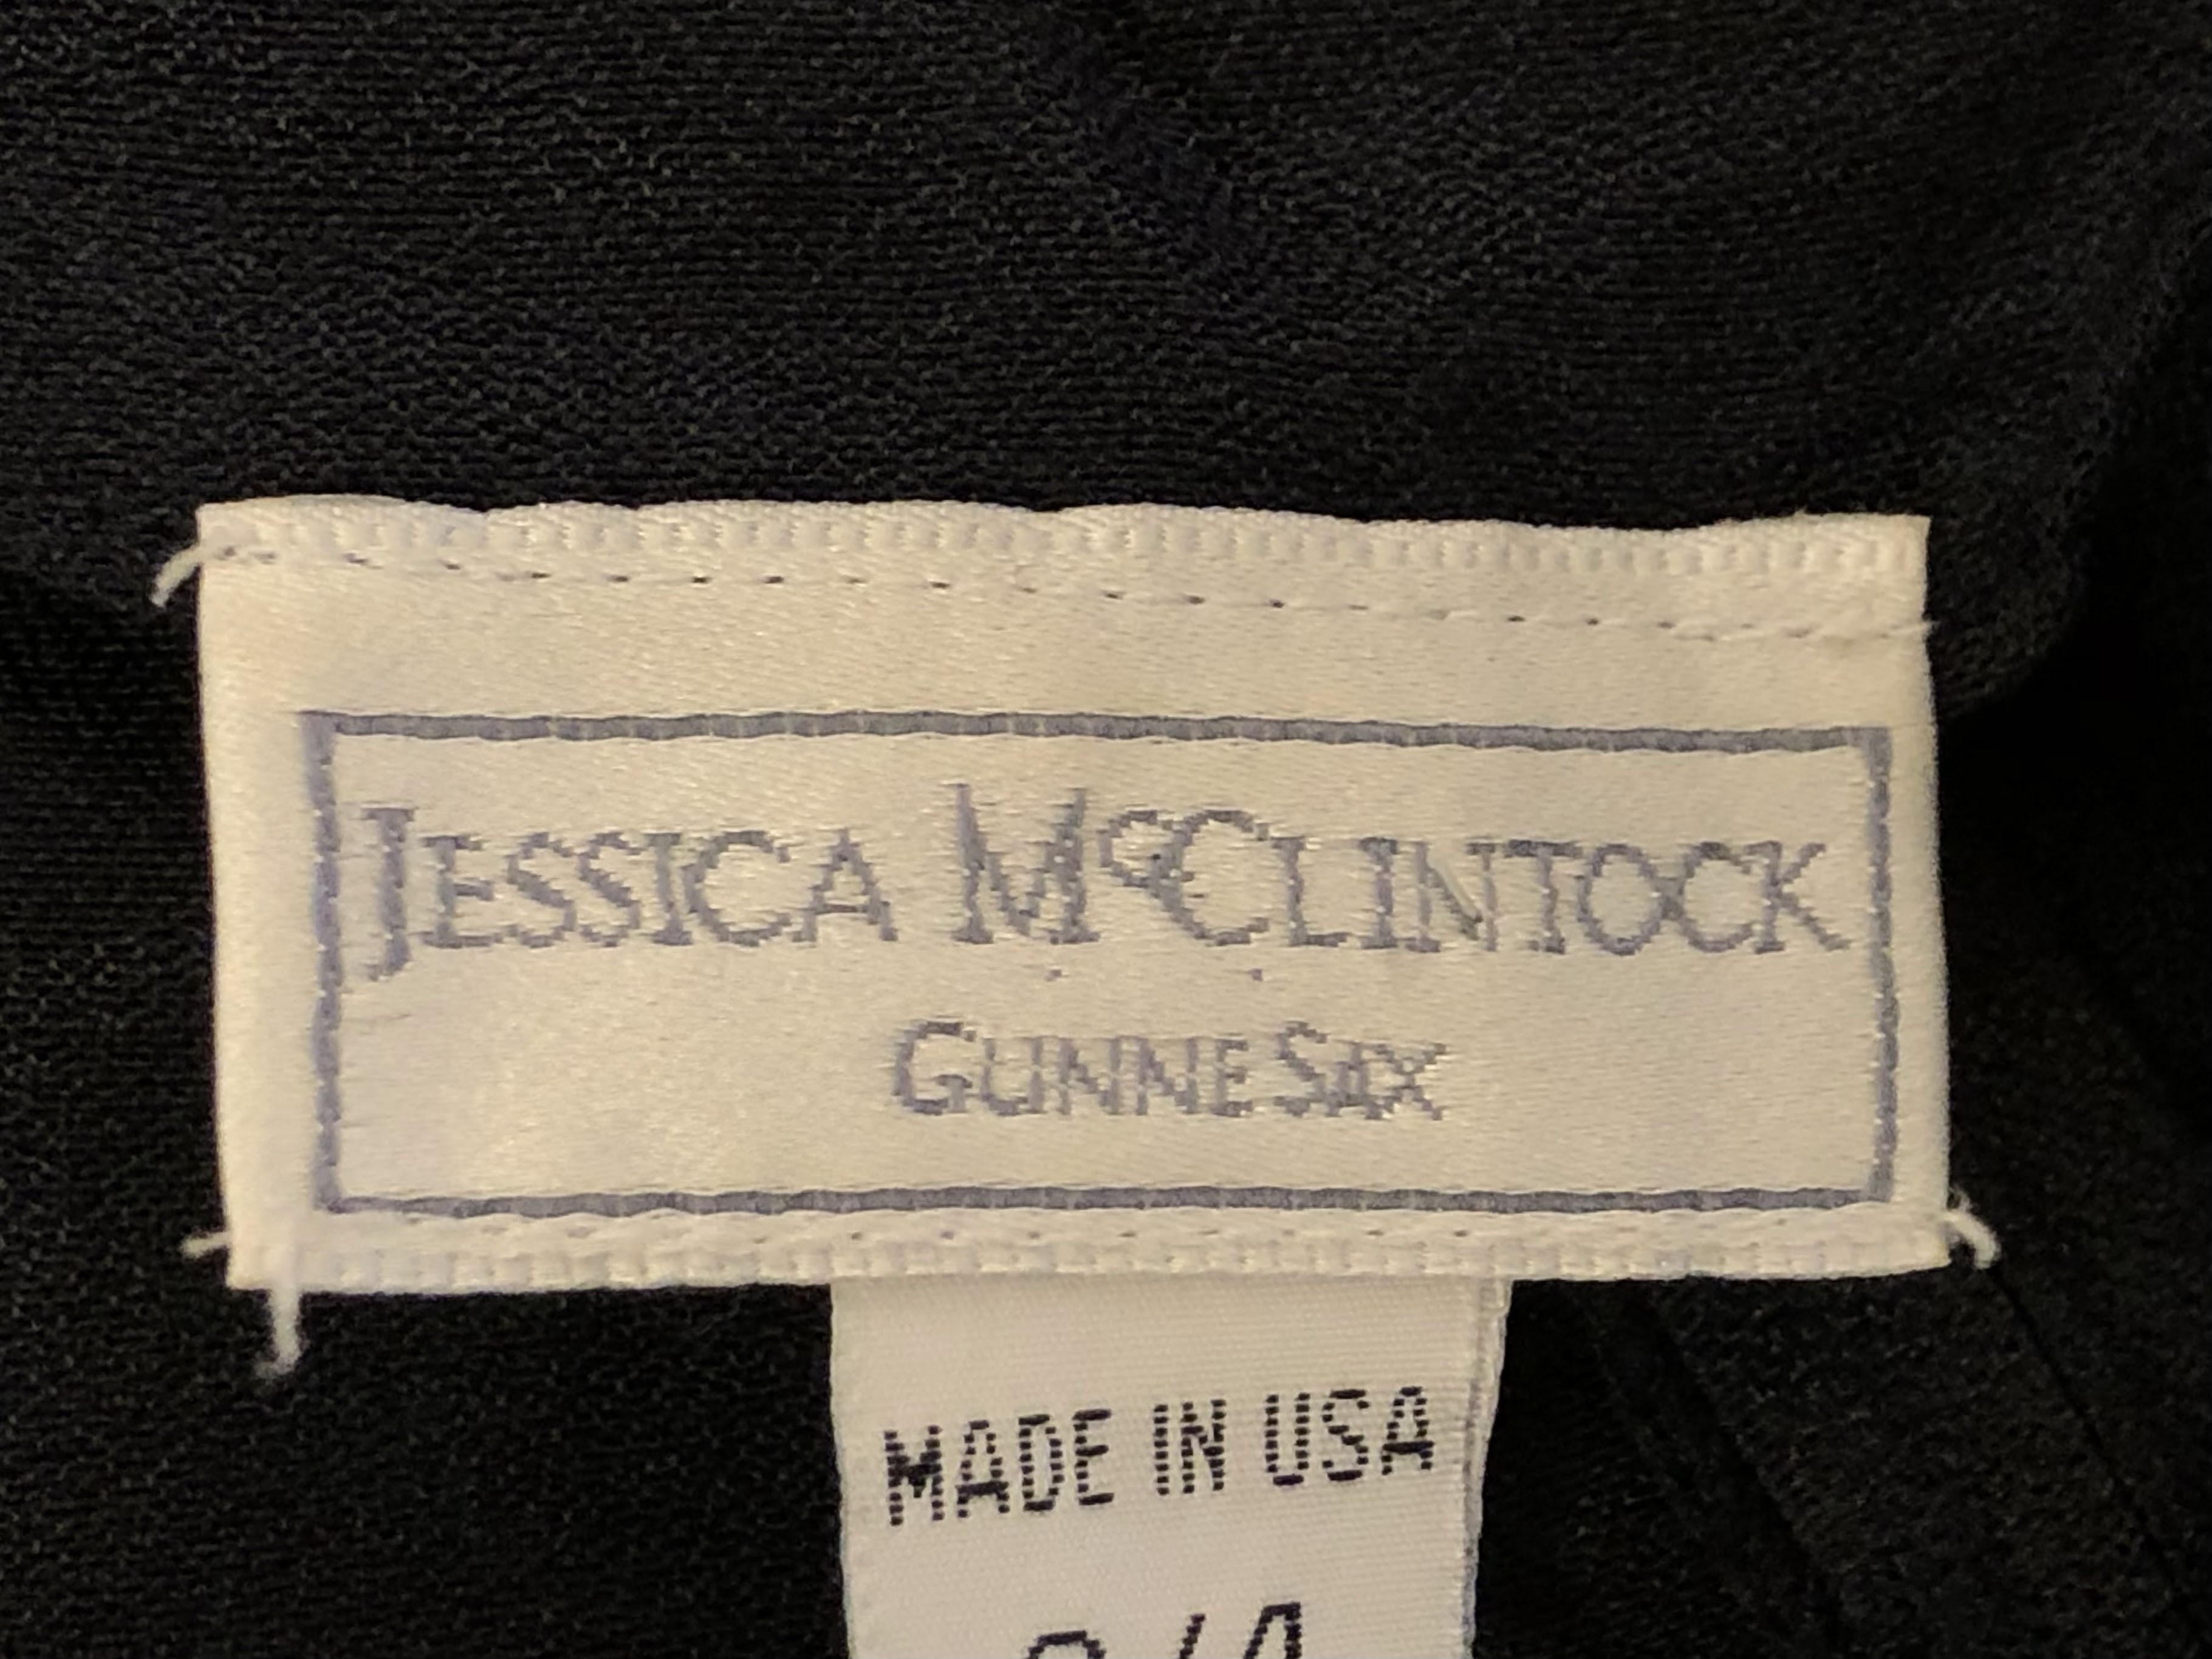 JESSICA McCLINTOCK
GUNNE SAX
MADE IN USA